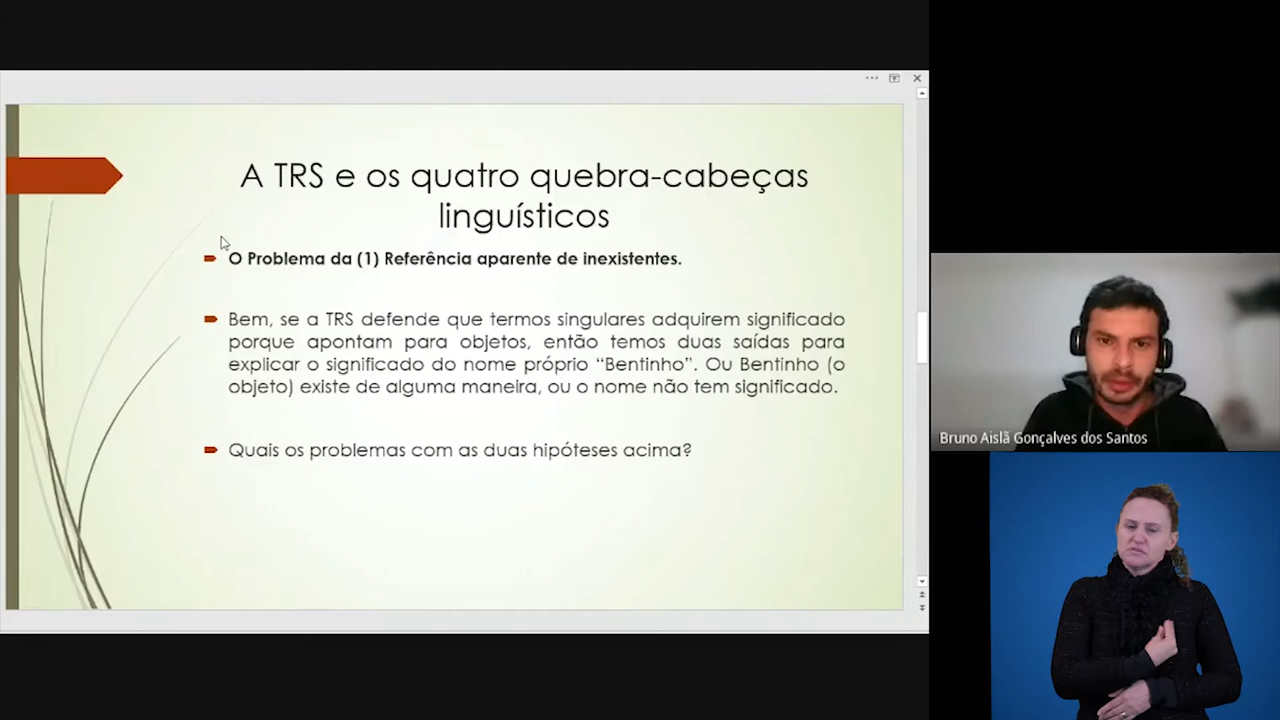 A TRS e os quatro quebra-cabeças
linguísticos
O Problema da (1) Referência aparente de inexistentes.
Bem, se a TRS defende que termos singulares adquirem significado
porque apontam para objetos, então temos duas saídas para
explicar o significado do nome próprio “Bentinho”. Ou Bentinho (o
objeto) existe de alguma maneira, ou o nome não tem significado.
Quais os problemas com as duas hipóteses acima?
Bruno Aislã Gonçalves dos Santos